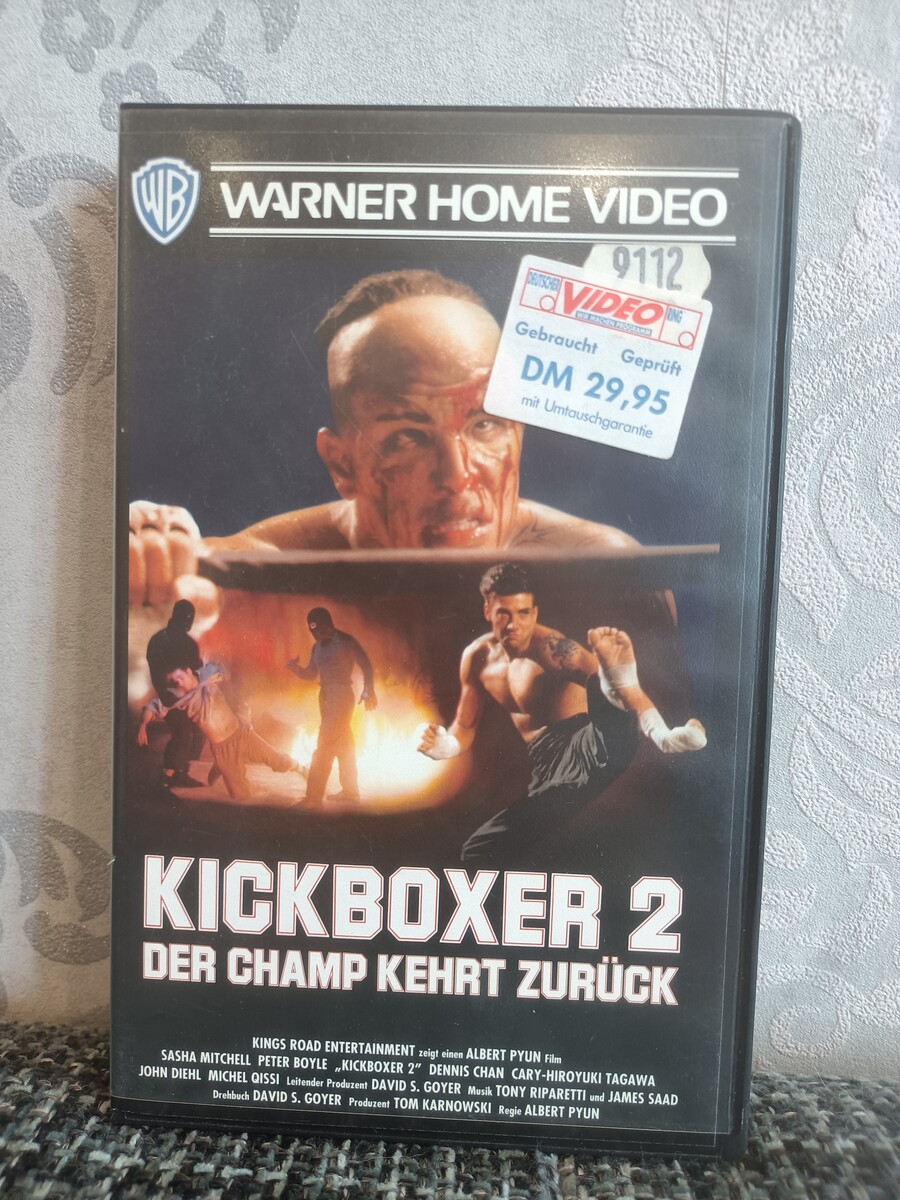 WB WARNER HOME VIDEO
9112
DEUTSCHER VIDEO RING
WIR MACHEN PROGRAMM
Gebraucht Geprüft
DM 29,95
mit Umtauschgarantie
KICKBOXER 2
DER CHAMP KEHRT ZURÜCK
KINGS ROAD ENTERTAINMENT zeigt einen ALBERT PYUN Film
SASHA MITCHELL PETER BOYLE „KICKBOXER 2” DENNIS CHAN CARY-HIROYUKI TAGAWA
JOHN DIEHL MICHEL QISSI Leitender Produzent DAVID S. GOYER Musik TONY RIPARETTI und JAMES SAAD
Drehbuch DAVID S. GOYER Produzent TOM KARNOWSKI Regie ALBERT PYUN